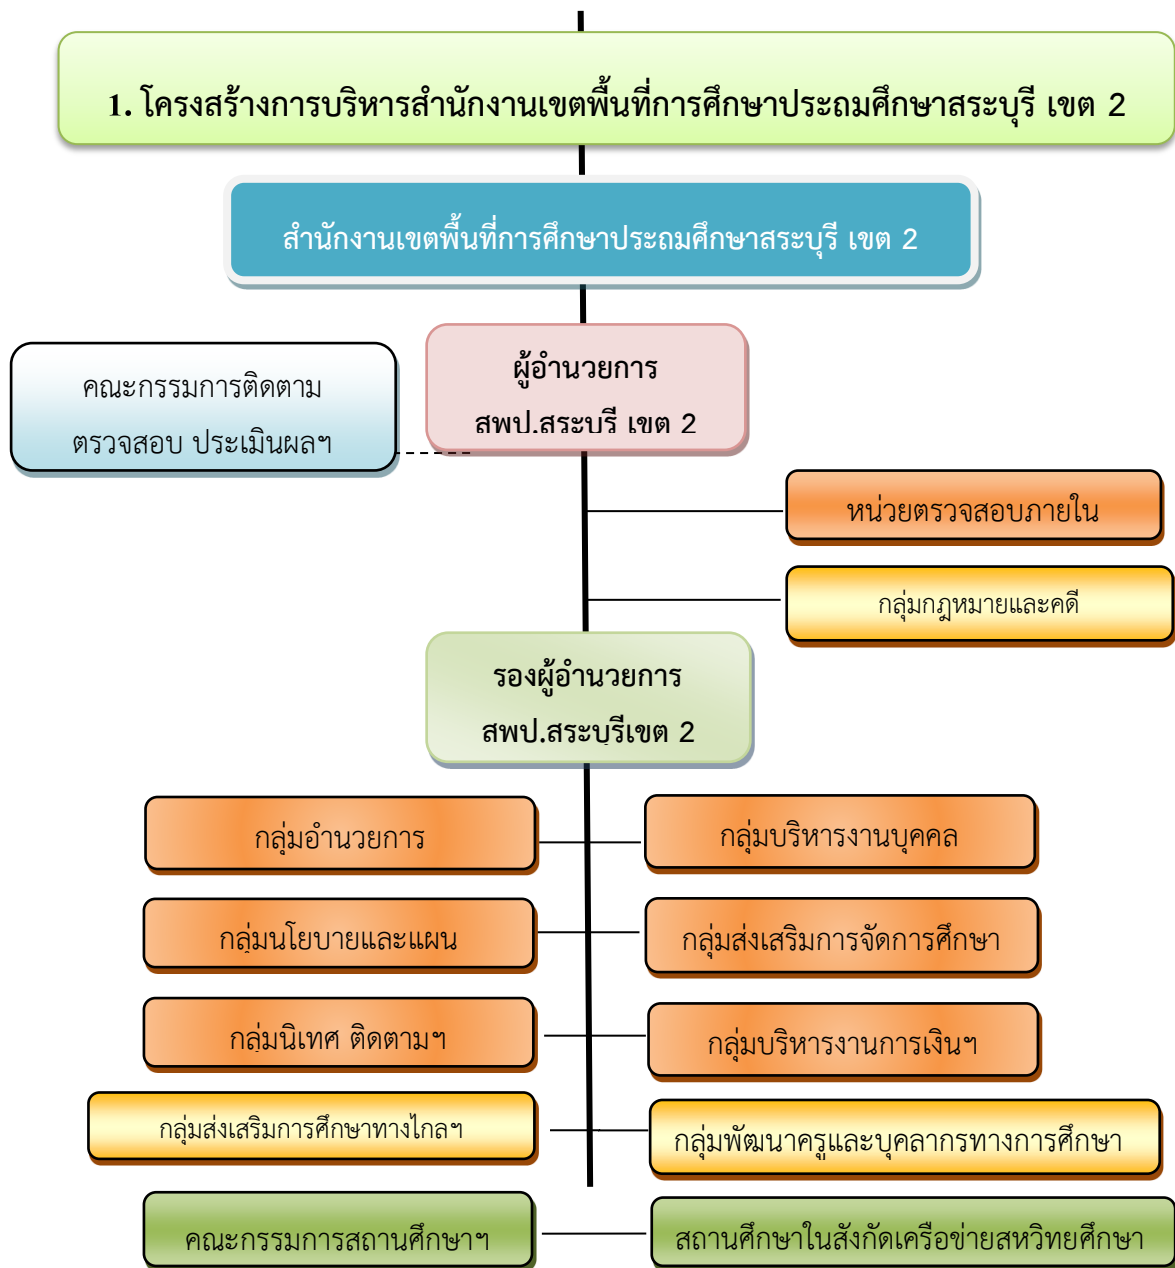 1. โครงสร้างการบริหารสำนักงานเขตพื้นที่การศึกษาประถมศึกษาสระบุรี เขต 2
สำนักงานเขตพื้นที่การศึกษาประถมศึกษาสระบุรี เขต 2
ผู้อำนวยการ
สพป.สระบุรี เขต 2
คณะกรรมการติดตาม
ตรวจสอบ ประเมินผลฯ
หน่วยตรวจสอบภายใน
กลุ่มกฎหมายและคดี
รองผู้อำนวยการ
สพป.สระบุรีเขต 2
กลุ่มอำนวยการ
กลุ่มบริหารงานบุคคล
กลุ่มนโยบายและแผน
กลุ่มส่งเสริมการจัดการศึกษา
กลุ่มนิเทศ ติดตามฯ
กลุ่มบริหารงานการเงินฯ
กลุ่มส่งเสริมการศึกษาทางไกลฯ
กลุ่มพัฒนาครูและบุคลากรทางการศึกษา
คณะกรรมการสถานศึกษาฯ
สถานศึกษาในสังกัดเครือข่ายสหวิทยศึกษา